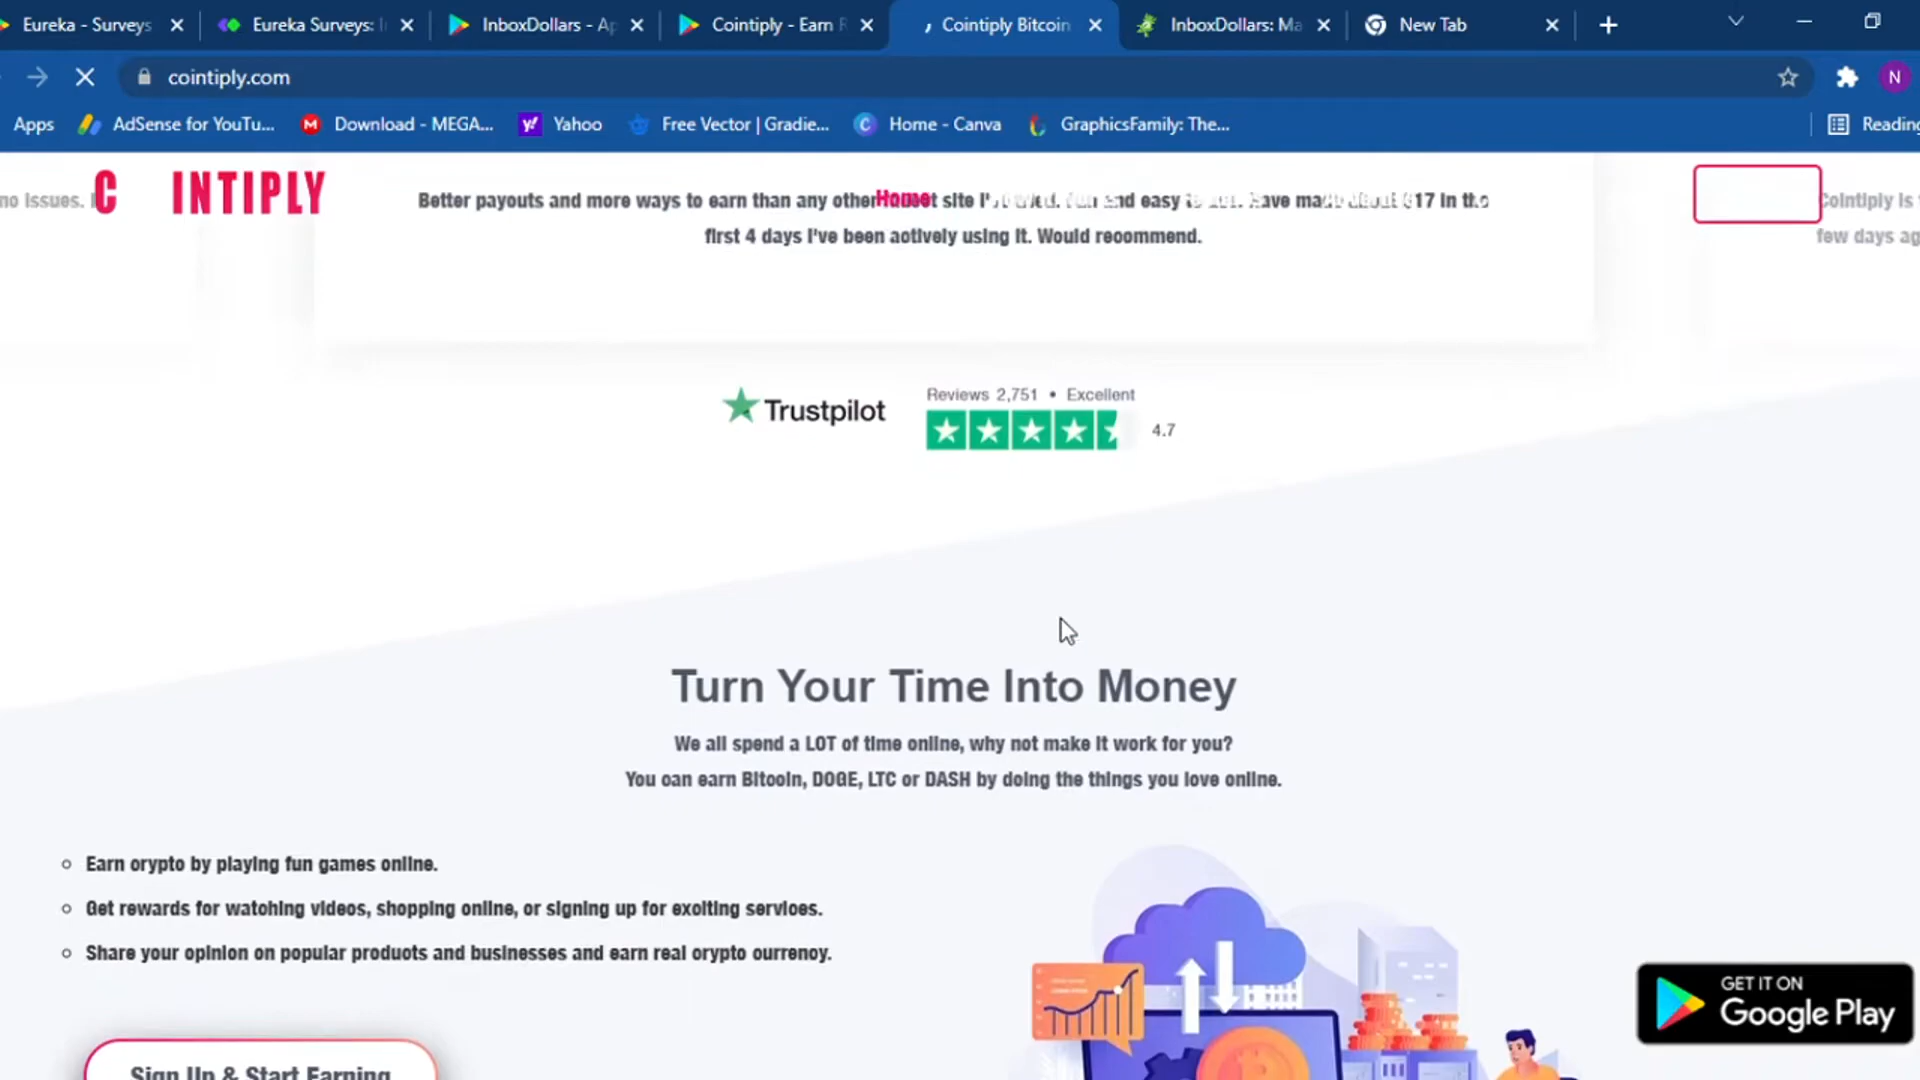 Eureka - Surveys
Eureka Surveys: I
InboxDollars - Ap
Cointiply - Earn R
Cointiply Bitcoin
InboxDollars: Ma
New Tab
cointiply.com
N
Apps
AdSense for YouTu...
Download - MEGA...
Yahoo
Free Vector | Gradie...
Home - Canva
GraphicsFamily: The...
Reading
no issues.
C INTIPLY
Home
Better payouts and more ways to earn than any other site I' and easy 17 in
first 4 days I've been actively using it. Would recommend.
Cointiply is
few days ag
Trustpilot
Reviews 2,751 • Excellent
4.7
Turn Your Time Into Money
We all spend a LOT of time online, why not make it work for you?
You can earn Bitcoin, DOGE, LTC or DASH by doing the things you love online.
Earn crypto by playing fun games online.
Get rewards for watching videos, shopping online, or signing up for exciting services.
Share your opinion on popular products and businesses and earn real crypto currency.
GET IT ON
Google Play
Sign Up & Start Earning